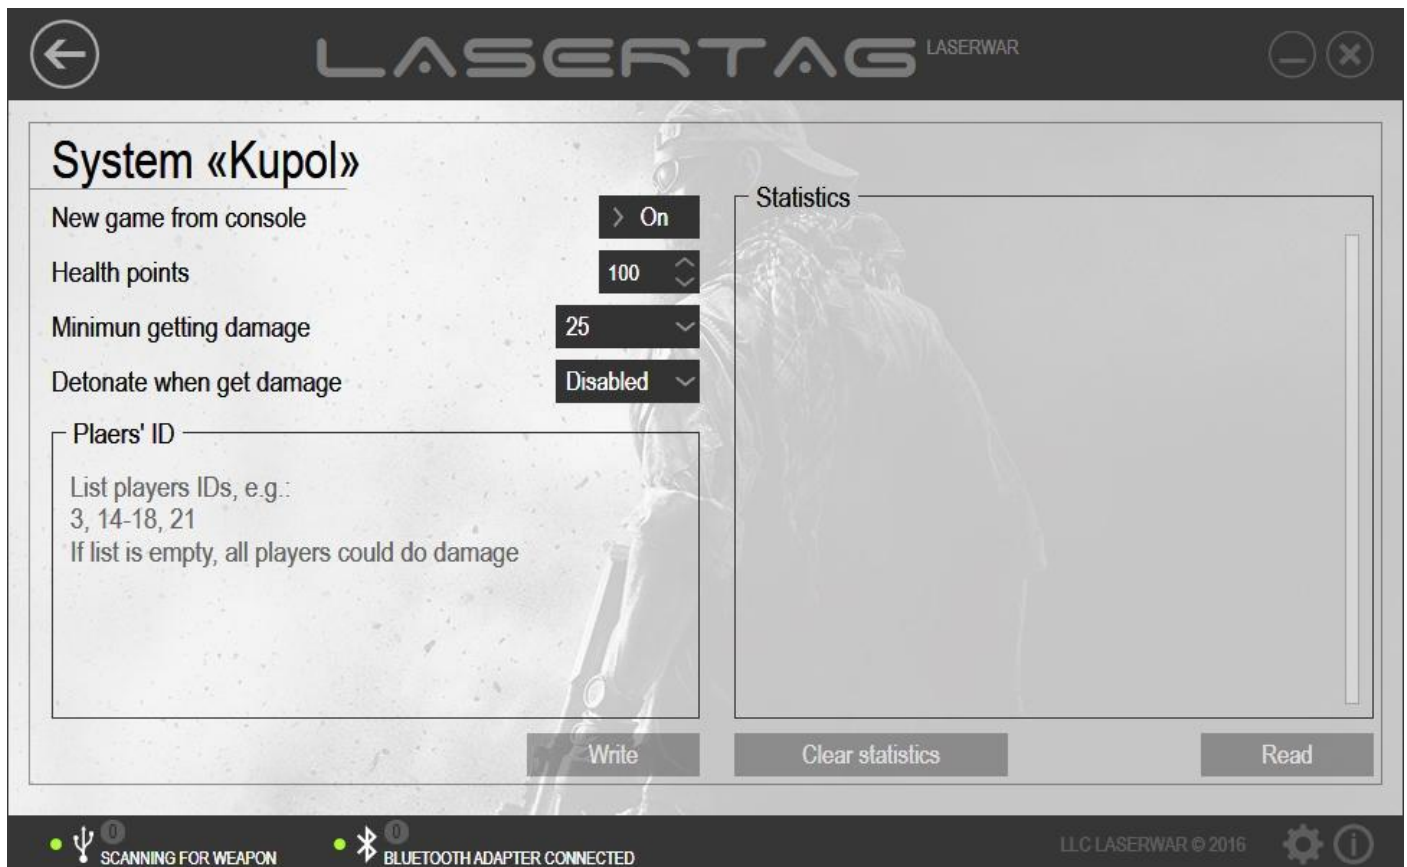 LASERTAG LASERWAR
System «Kupol»
New game from console
> On
Health points
100
Minimun getting damage
25
Detonate when get damage
Disabled
Plaers' ID
List players IDs, e.g.:
3, 14-18, 21
If list is empty, all players could do damage
Write
Statistics
Clear statistics
Read
0
SCANNING FOR WEAPON
0
BLUETOOTH ADAPTER CONNECTED
LLC LASERWAR © 2016